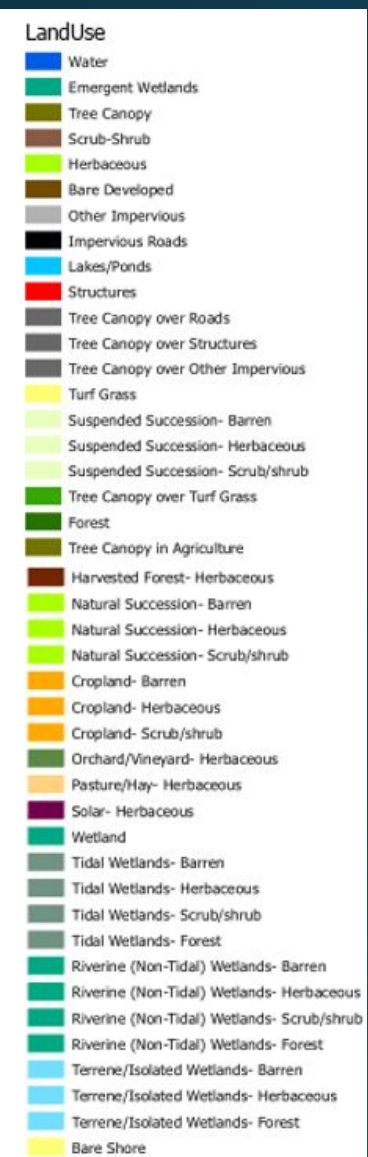 LandUse
Water
Emergent Wetlands
Tree Canopy
Scrub-Shrub
Herbaceous
Bare Developed
Other Impervious
Impervious Roads
Lakes/Ponds
Structures
Tree Canopy over Roads
Tree Canopy over Structures
Tree Canopy over Other Impervious
Turf Grass
Suspended Succession- Barren
Suspended Succession- Herbaceous
Suspended Succession- Scrub/shrub
Tree Canopy over Turf Grass
Forest
Tree Canopy in Agriculture
Harvested Forest- Herbaceous
Natural Succession- Barren
Natural Succession- Herbaceous
Natural Succession- Scrub/shrub
Cropland- Barren
Cropland- Herbaceous
Cropland- Scrub/shrub
Orchard/Vineyard- Herbaceous
Pasture/Hay- Herbaceous
Solar- Herbaceous
Wetland
Tidal Wetlands- Barren
Tidal Wetlands- Herbaceous
Tidal Wetlands- Scrub/shrub
Tidal Wetlands- Forest
Riverine (Non-Tidal) Wetlands- Barren
Riverine (Non-Tidal) Wetlands- Herbaceous
Riverine (Non-Tidal) Wetlands- Scrub/shrub
Riverine (Non-Tidal) Wetlands- Forest
Terrene/Isolated Wetlands- Barren
Terrene/Isolated Wetlands- Herbaceous
Terrene/Isolated Wetlands- Forest
Bare Shore